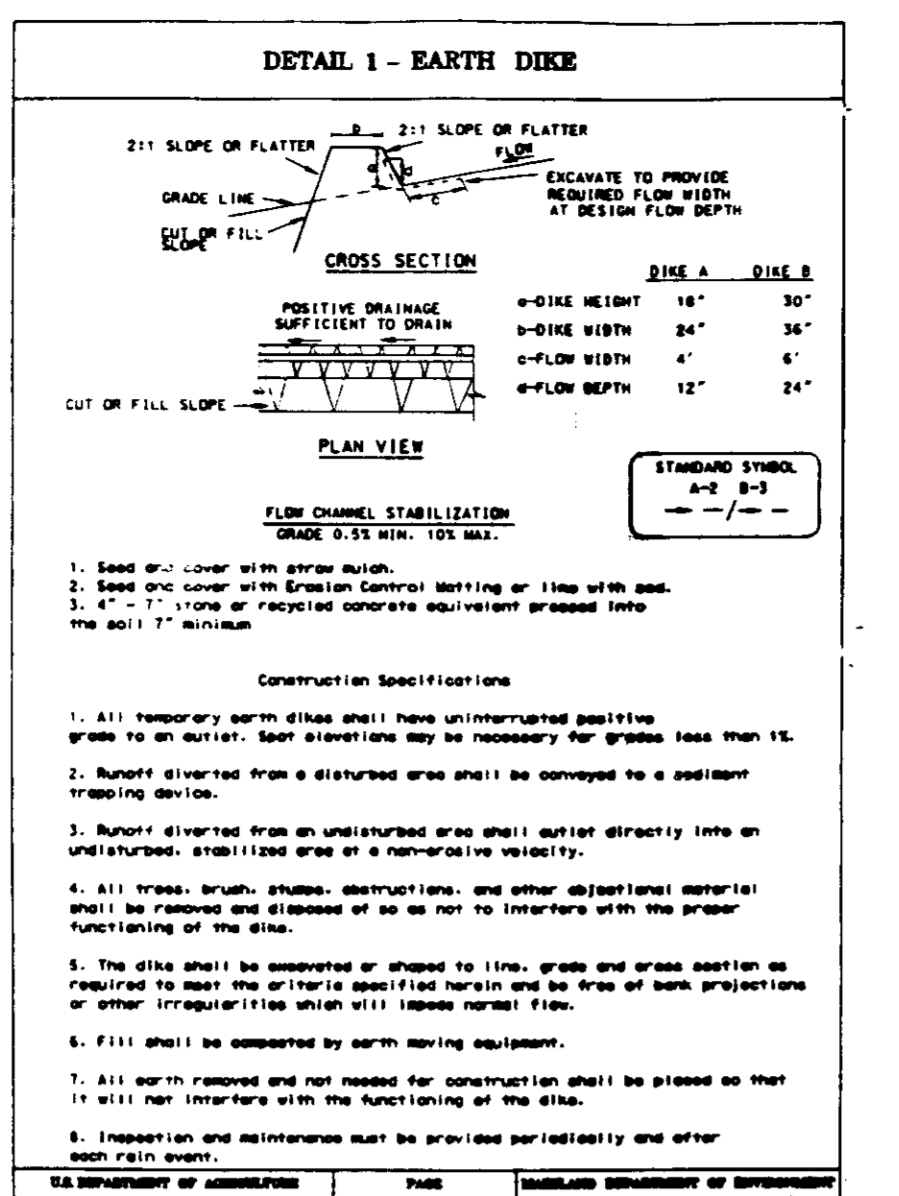 DETAIL 1 - EARTH DIKE
b
2:1 SLOPE OR FLATTER
2:1 SLOPE OR FLATTER
FLOW
a
d
c
EXCAVATE TO PROVIDE
REQUIRED FLOW WIDTH
AT DESIGN FLOW DEPTH
GRADE LINE
CUT OR FILL
SLOPE
CROSS SECTION
DIKE A DIKE B
a-DIKE HEIGHT 18" 30"
b-DIKE WIDTH 24" 36"
c-FLOW WIDTH 4' 6'
d-FLOW DEPTH 12" 24"
POSITIVE DRAINAGE
SUFFICIENT TO DRAIN
CUT OR FILL SLOPE
PLAN VIEW
STANDARD SYMBOL
A-2 B-3
FLOW CHANNEL STABILIZATION
GRADE 0.5% MIN. 10% MAX.
1. Seed and cover with straw mulch.
2. Seed and cover with Erosion Control Matting or line with sod.
3. 4" - 7" stone or recycled concrete equivalent pressed into
the soil 7" minimum
Construction Specifications
1. All temporary earth dikes shall have uninterrupted positive
grade to an outlet. Spot elevations may be necessary for grades less than 1%.
2. Runoff diverted from a disturbed area shall be conveyed to a sediment
trapping device.
3. Runoff diverted from an undisturbed area shall outlet directly into an
undisturbed, stabilized area at a non-erosive velocity.
4. All trees, brush, stumps, obstructions, and other objectional material
shall be removed and disposed of so as not to interfere with the proper
functioning of the dike.
5. The dike shall be excavated or shaped to line, grade and cross section as
required to meet the criteria specified herein and be free of bank projections
or other irregularities which will impede normal flow.
6. Fill shall be compacted by earth moving equipment.
7. All earth removed and not needed for construction shall be placed so that
it will not interfere with the functioning of the dike.
8. Inspection and maintenance must be provided periodically and after
each rain event.
U.S. DEPARTMENT OF AGRICULTURE PAGE MARYLAND DEPARTMENT OF ENVIRONMENT